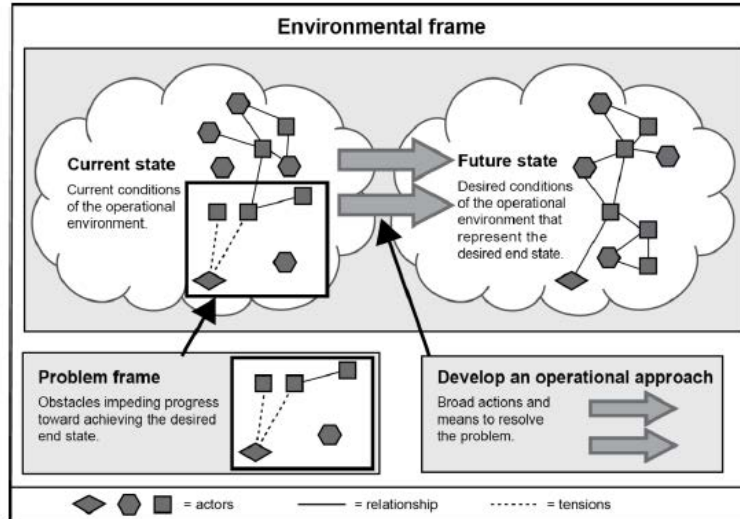 Environmental frame
Current state
Current conditions
of the operational
environment.
Future state
Desired conditions
of the operational
environment that
represent the
desired end state.
Problem frame
Obstacles impeding progress
toward achieving the desired
end state.
Develop an operational approach
Broad actions and
means to resolve
the problem.
= actors = relationship = tensions